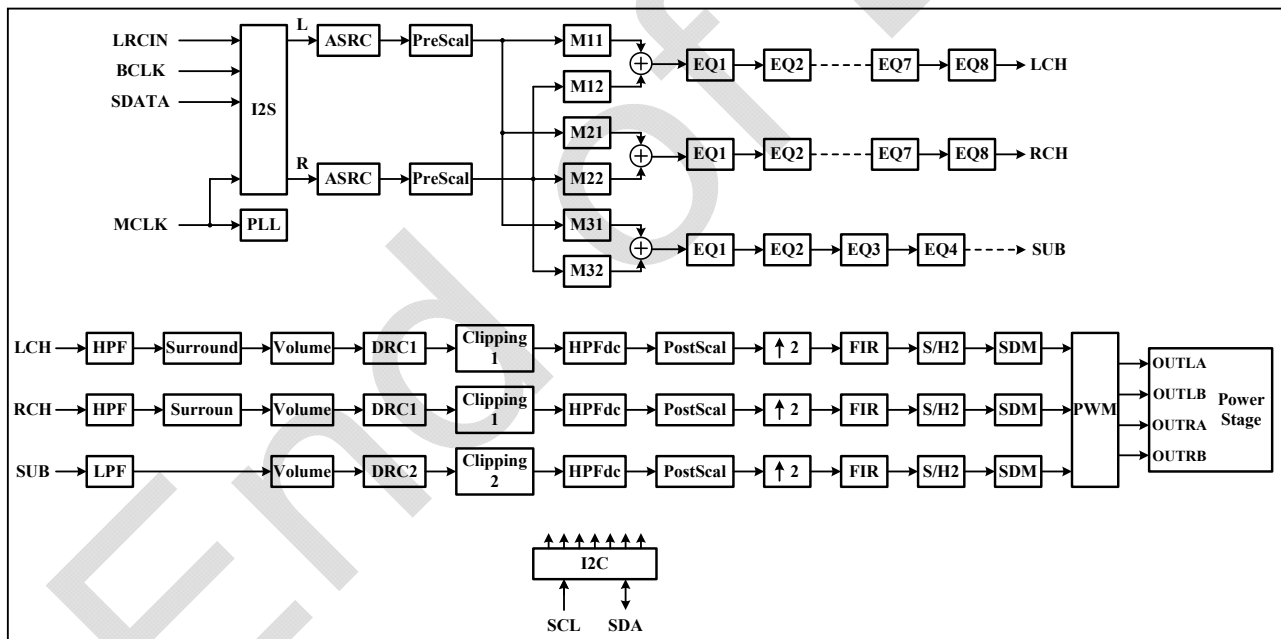 LRCIN
BCLK
SDATA
MCLK
I2S
PLL
L
ASRC
PreScal
R
ASRC
PreScal
M11
M12
M21
M22
M31
M32
EQ1 EQ2 EQ7 EQ8 LCH
EQ1 EQ2 EQ7 EQ8 RCH
EQ1 EQ2 EQ3 EQ4 SUB
LCH HPF Surround Volume DRC1 Clipping 1 HPFdc PostScal ↑ 2 FIR S/H2 SDM
RCH HPF Surroun Volume DRC1 Clipping 1 HPFdc PostScal ↑ 2 FIR S/H2 SDM
SUB LPF Volume DRC2 Clipping 2 HPFdc PostScal ↑ 2 FIR S/H2 SDM
PWM
OUTLA
OUTLB
OUTRA
OUTRB
Power
Stage
I2C
SCL SDA
End of